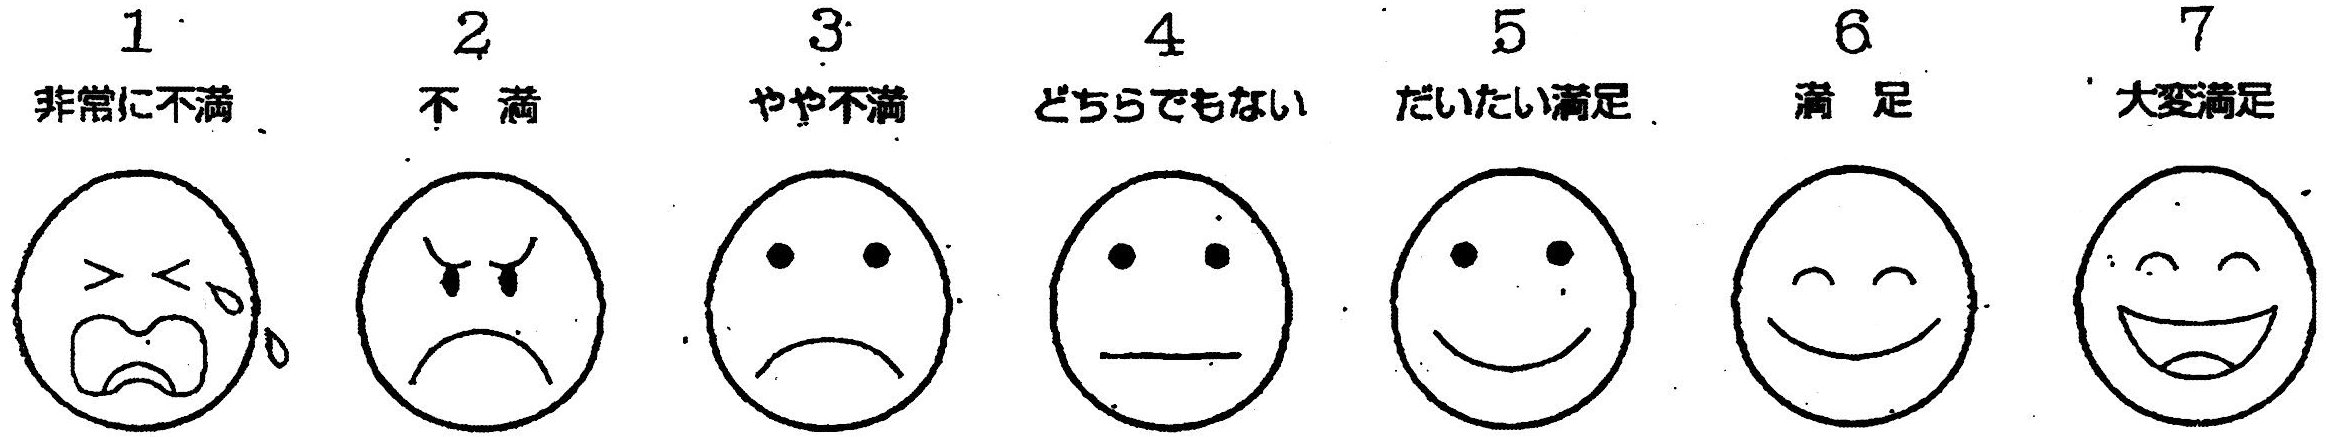 1 2 3 4 5 6 7
非常に不満 不満 やや不満 どちらでもない だいたい満足 満足 大変満足